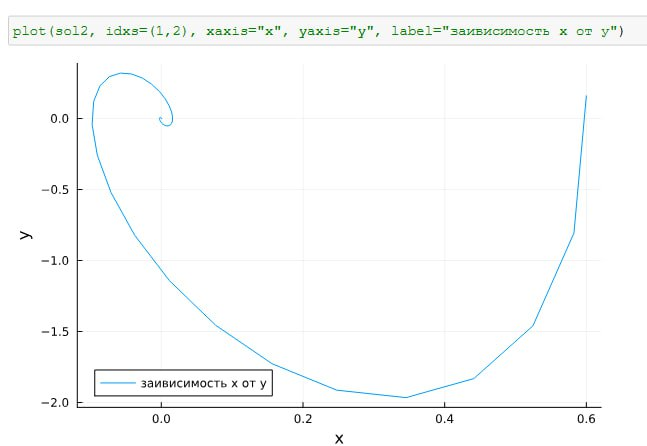 plot(sol2, idxs=(1,2), xaxis="x", yaxis="y", label="заивисимость х от у")
0.0
−0.5
y
−1.0
−1.5
заивисимость х от у
−2.0
0.0 0.2 0.4 0.6
x